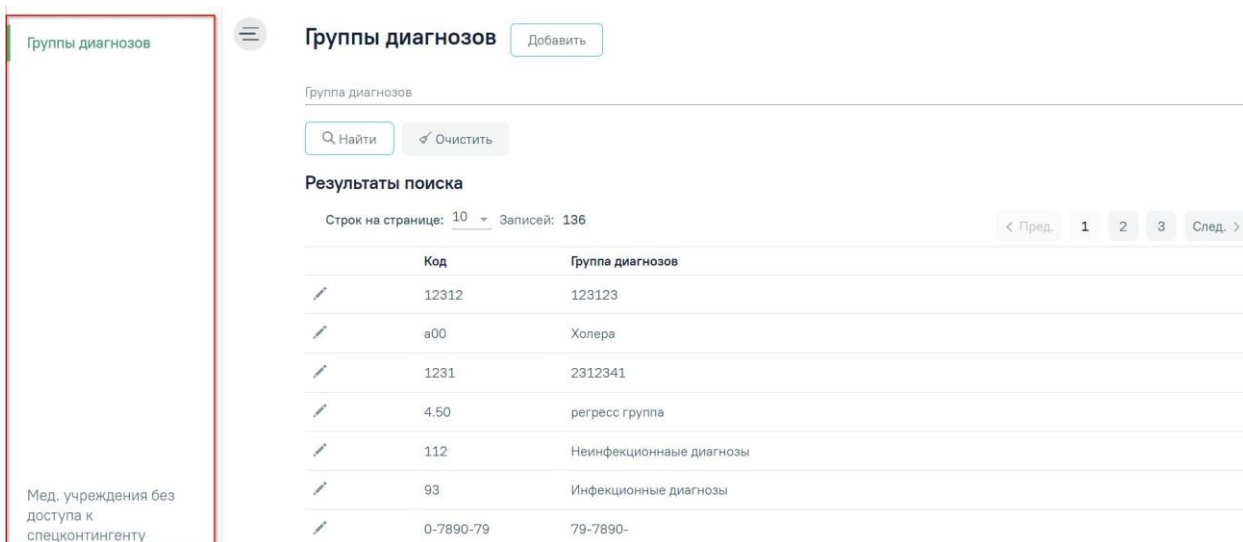 Группы диагнозов
Мед. учреждения без
доступа к
спецконтингенту
Группы диагнозов Добавить
Группа диагнозов
Найти Очистить
Результаты поиска
Строк на странице: 10 Записей: 136
< Пред. 1 2 3 След. >
Код Группа диагнозов
12312 123123
a00 Холера
1231 2312341
4.50 регресс группа
112 Неинфекционнаые диагнозы
93 Инфекционные диагнозы
0-7890-79 79-7890-